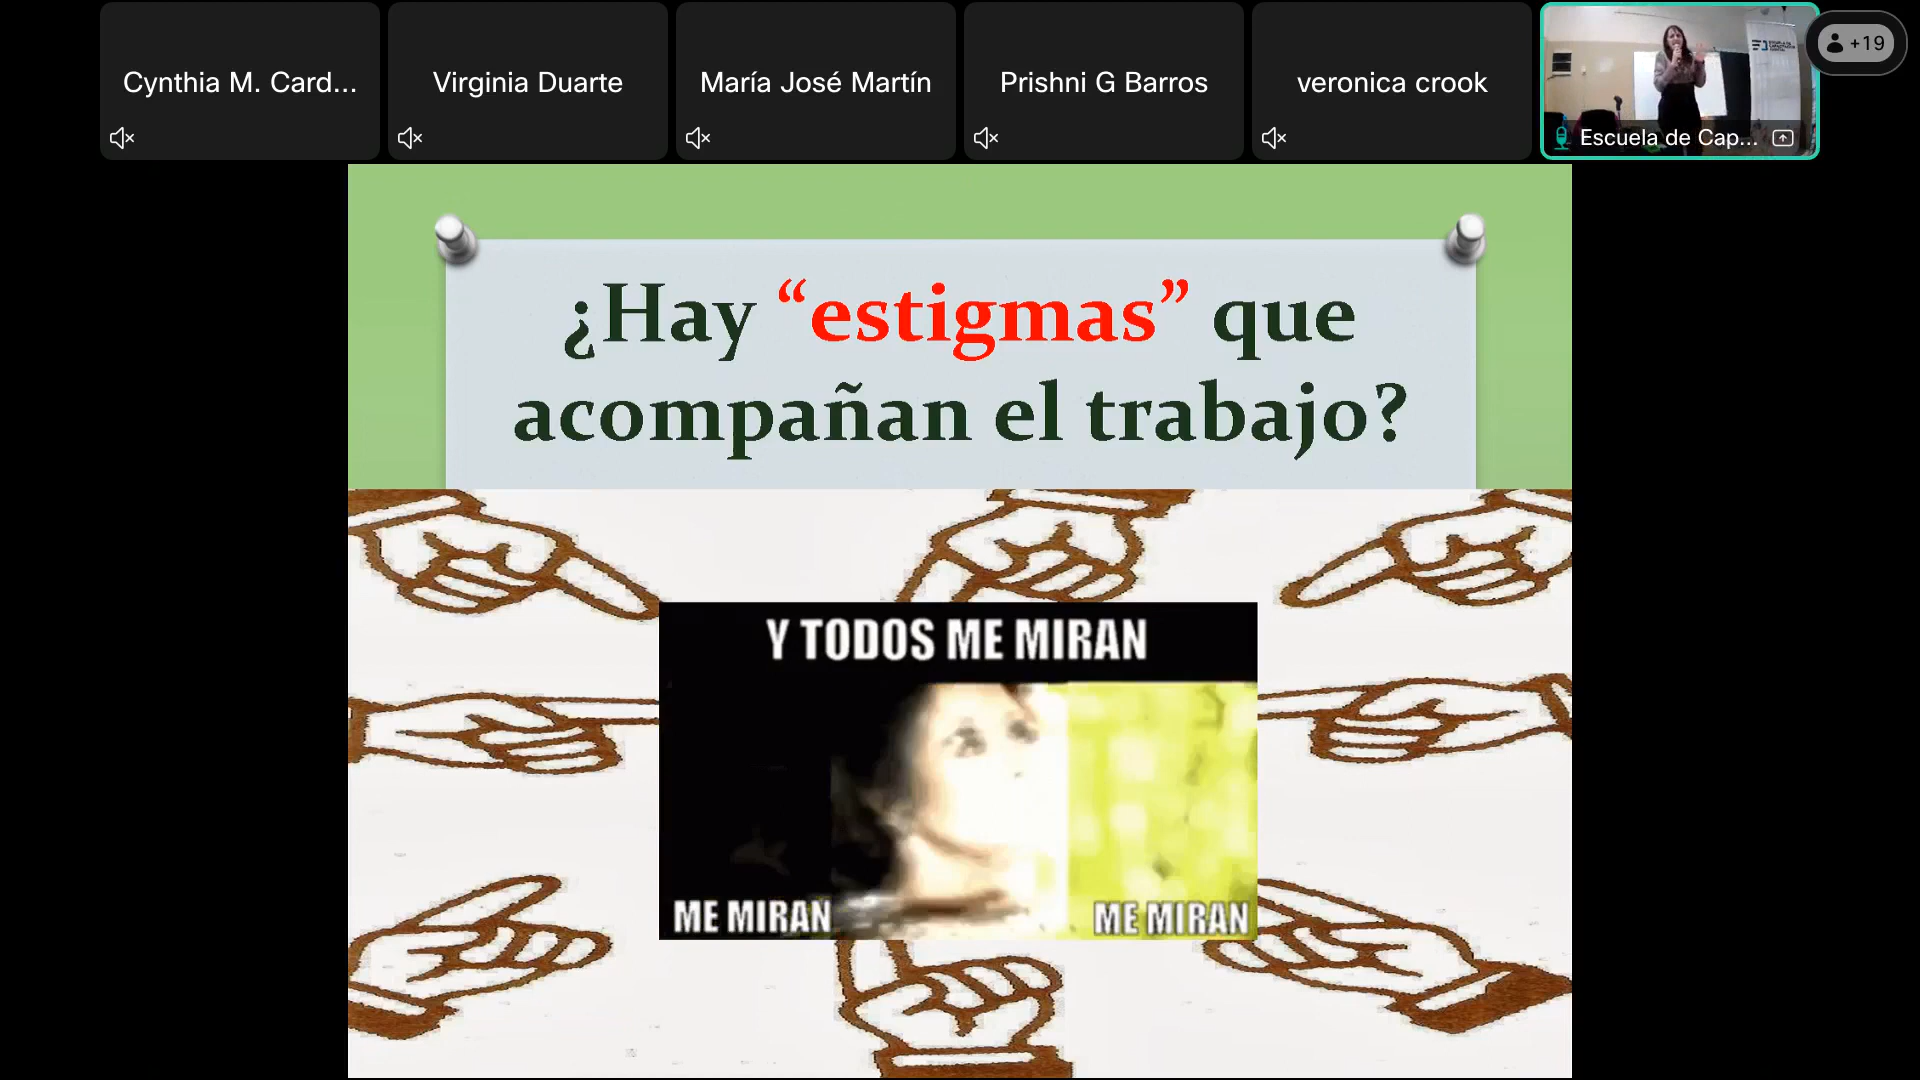 Cynthia M. Card...
Virginia Duarte
María José Martín
Prishni G Barros
veronica crook
Escuela de Cap...
+19
¿Hay “estigmas” que
acompañan el trabajo?
Y TODOS ME MIRAN
ME MIRAN
ME MIRAN